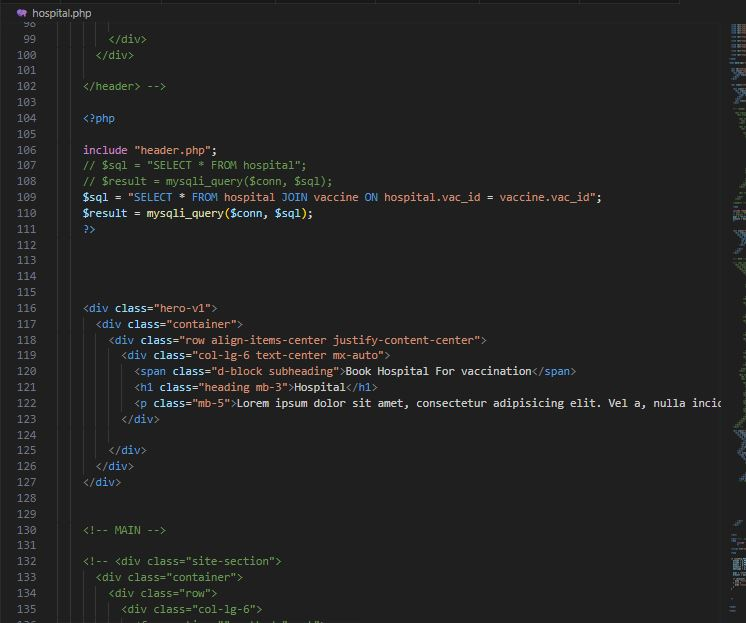 hospital.php
98
99 </div>
100 </div>
101
102 </header> -->
103
104 <?php
105
106 include "header.php";
107 // $sql = "SELECT * FROM hospital";
108 // $result = mysqli_query($conn, $sql);
109 $sql = "SELECT * FROM hospital JOIN vaccine ON hospital.vac_id = vaccine.vac_id";
110 $result = mysqli_query($conn, $sql);
111 ?>
112
113
114
115
116 <div class="hero-v1">
117 <div class="container">
118 <div class="row align-items-center justify-content-center">
119 <div class="col-lg-6 text-center mx-auto">
120 <span class="d-block subheading">Book Hospital For vaccination</span>
121 <h1 class="heading mb-3">Hospital</h1>
122 <p class="mb-5">Lorem ipsum dolor sit amet, consectetur adipisicing elit. Vel a, nulla incid
123 </div>
124
125 </div>
126 </div>
127 </div>
128
129
130 <!-- MAIN -->
131
132 <!-- <div class="site-section">
133 <div class="container">
134 <div class="row">
135 <div class="col-lg-6">